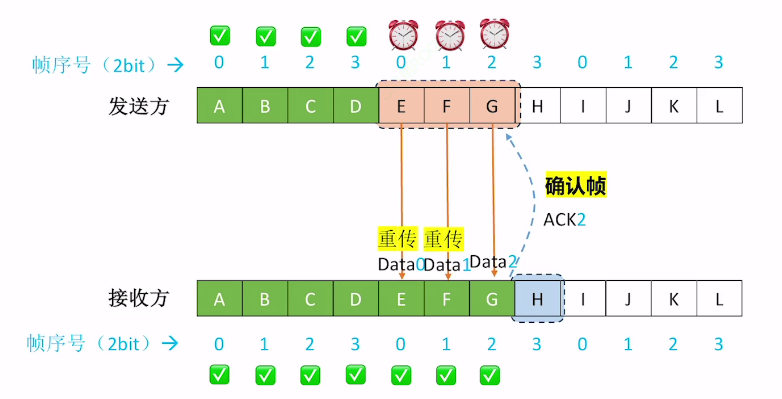 帧序号（2bit）→ 0 1 2 3 0 1 2 3 0 1 2 3
发送方 A B C D E F G H I J K L
确认帧
ACK2
重传 重传
Data0 Data1 Data2
接收方 A B C D E F G H I J K L
帧序号（2bit）→ 0 1 2 3 0 1 2 3 0 1 2 3